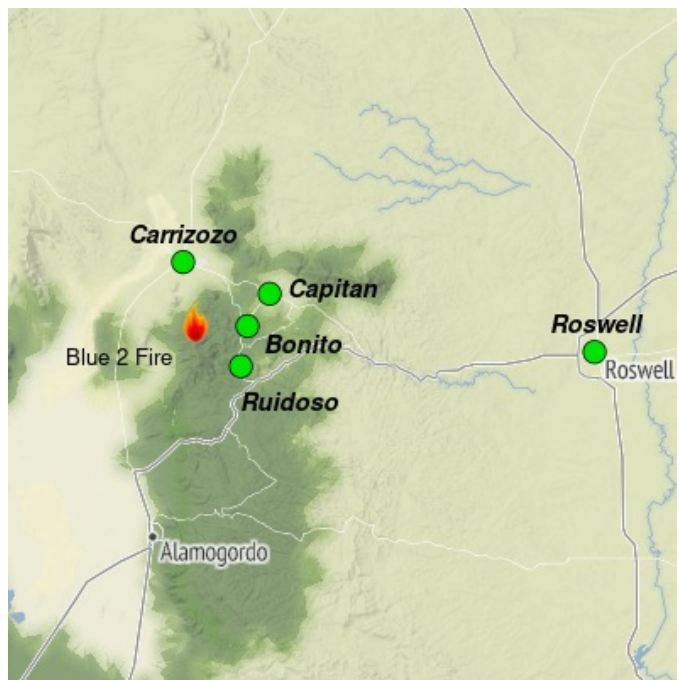 Carrizozo
Capitan
Roswell
Bonito
Blue 2 Fire
Roswell
Ruidoso
Alamogordo